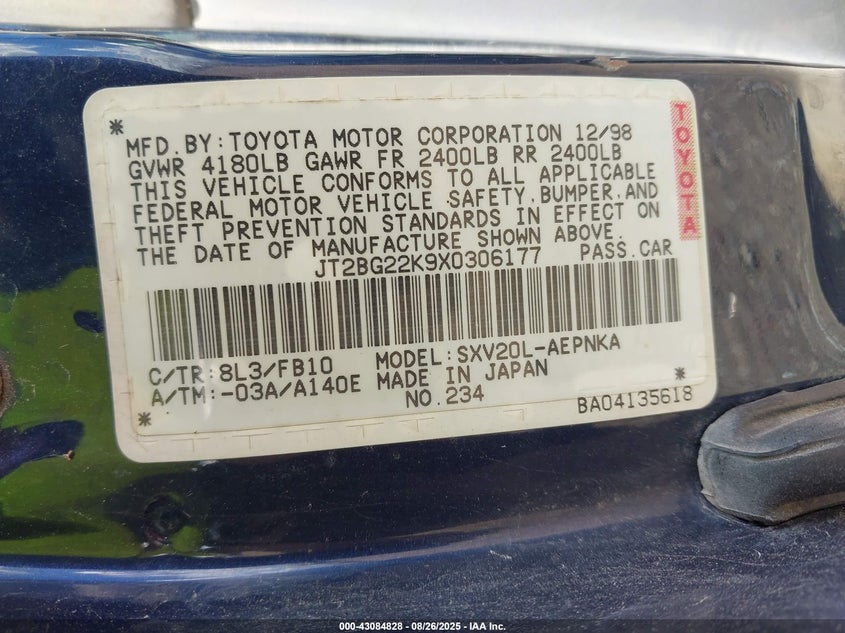 MFD.BY:TOYOTA MOTOR CORPORATION 12/98
GVWR 4180LB GAWR FR 2400LB RR 2400LB
THIS VEHICLE CONFORMS TO ALL APPLICABLE
FEDERAL MOTOR VEHICLE SAFETY,BUMPER,AND
THEFT PREVENTION STANDARDS IN EFFECT ON
THE DATE OF MANUFACTURE SHOWN ABOVE.
JT2BG22K9X0306177 PASS.CAR
TOYOTA
C/TR:8L3/FB10 MODEL:SXV20L-AEPNKA
A/TM:-03A/A140E MADE IN JAPAN
NO.234 BA04135618
000-43084828 08/26/2025 - IAA Inc.